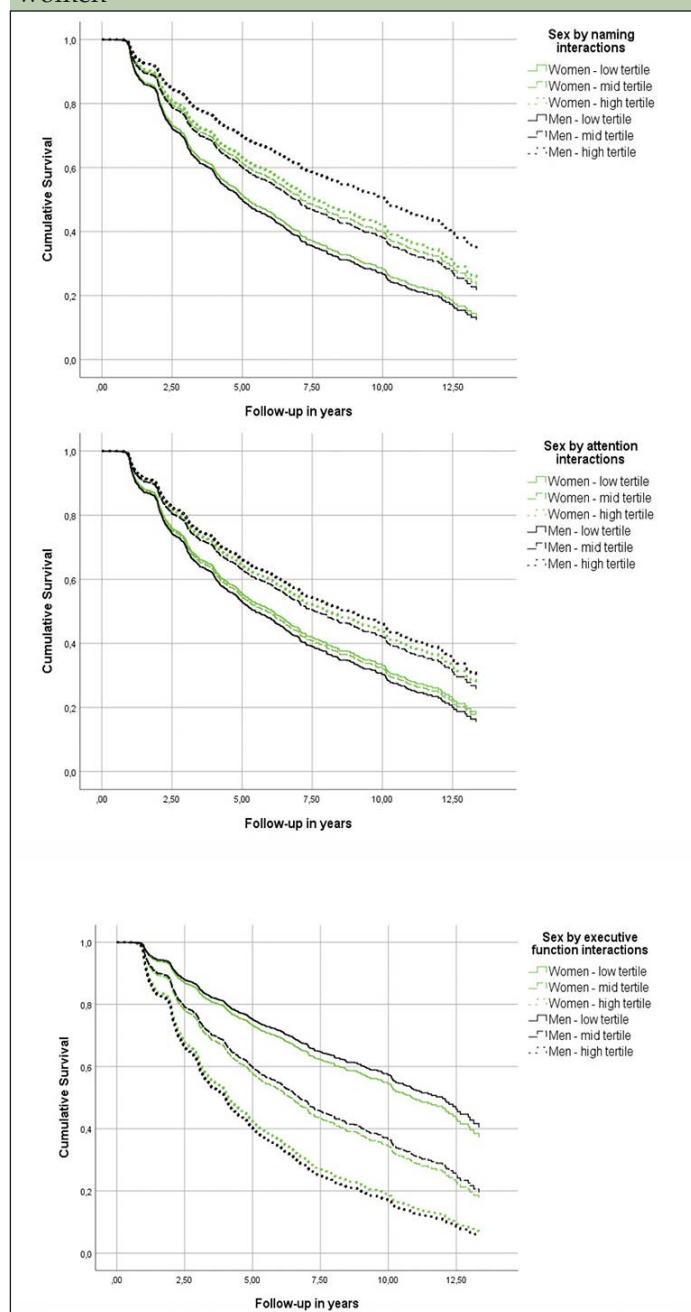 women
Sex by naming
interactions
Women - low tertile
Women - mid tertile
Women - high tertile
Men - low tertile
Men - mid tertile
Men - high tertile
Cumulative Survival
1,0
0,8
0,6
0,4
0,2
0,0
,00 2,50 5,00 7,50 10,00 12,50
Follow-up in years
Sex by attention
interactions
Women - low tertile
Women - mid tertile
Women - high tertile
Men - low tertile
Men - mid tertile
Men - high tertile
Cumulative Survival
1,0
0,8
0,6
0,4
0,2
0,0
,00 2,50 5,00 7,50 10,00 12,50
Follow-up in years
Sex by executive
function interactions
Women - low tertile
Women - mid tertile
Women - high tertile
Men - low tertile
Men - mid tertile
Men - high tertile
Cumulative Survival
1,0
0,8
0,6
0,4
0,2
0,0
,00 2,50 5,00 7,50 10,00 12,50
Follow-up in years